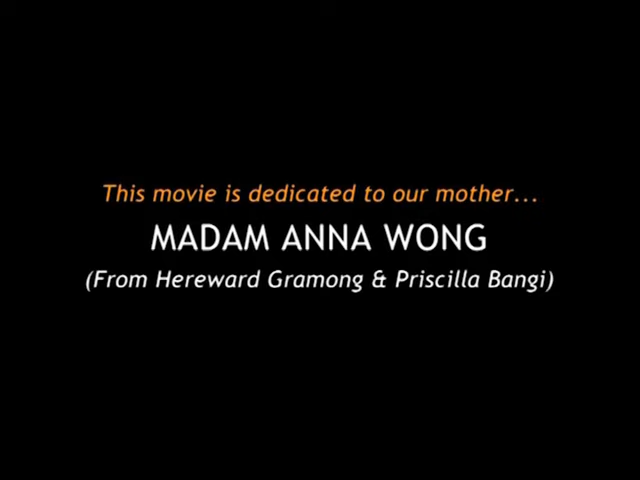 This movie is dedicated to our mother...
MADAM ANNA WONG
(From Hereward Gramong & Priscilla Bangi)